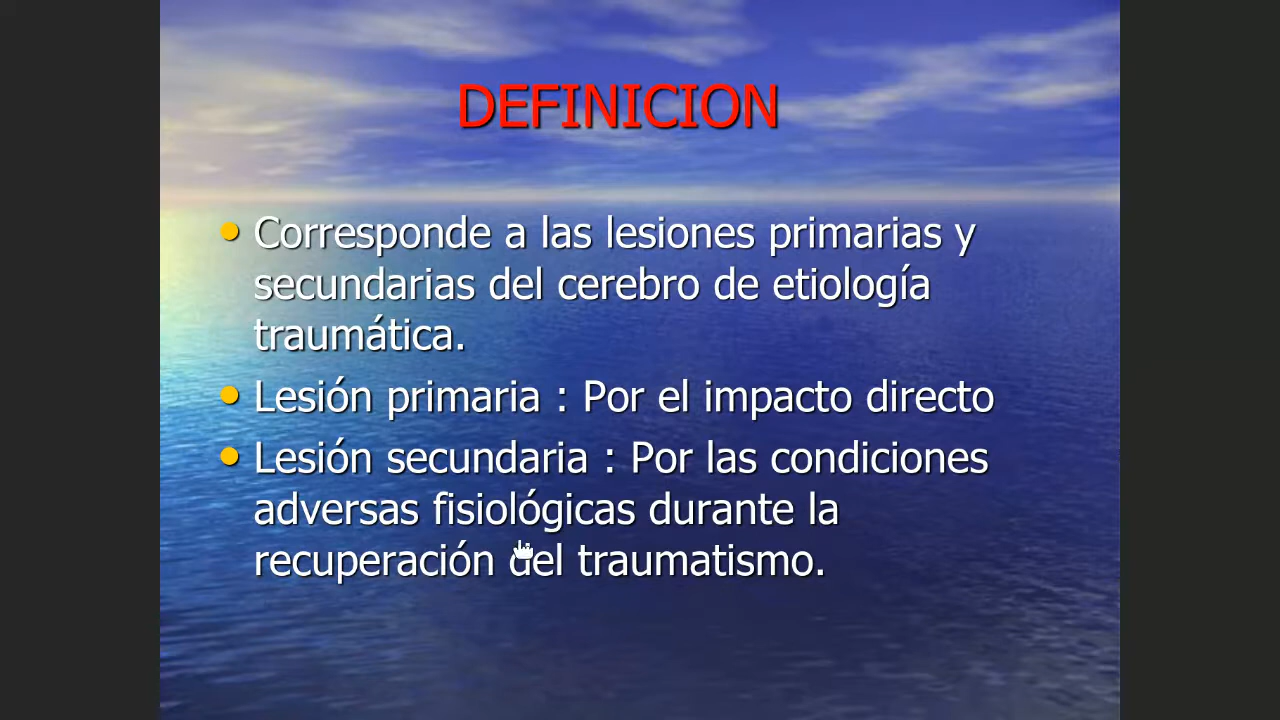 DEFINICION
• Corresponde a las lesiones primarias y
secundarias del cerebro de etiología
traumática.
• Lesión primaria : Por el impacto directo
• Lesión secundaria : Por las condiciones
adversas fisiológicas durante la
recuperación del traumatismo.